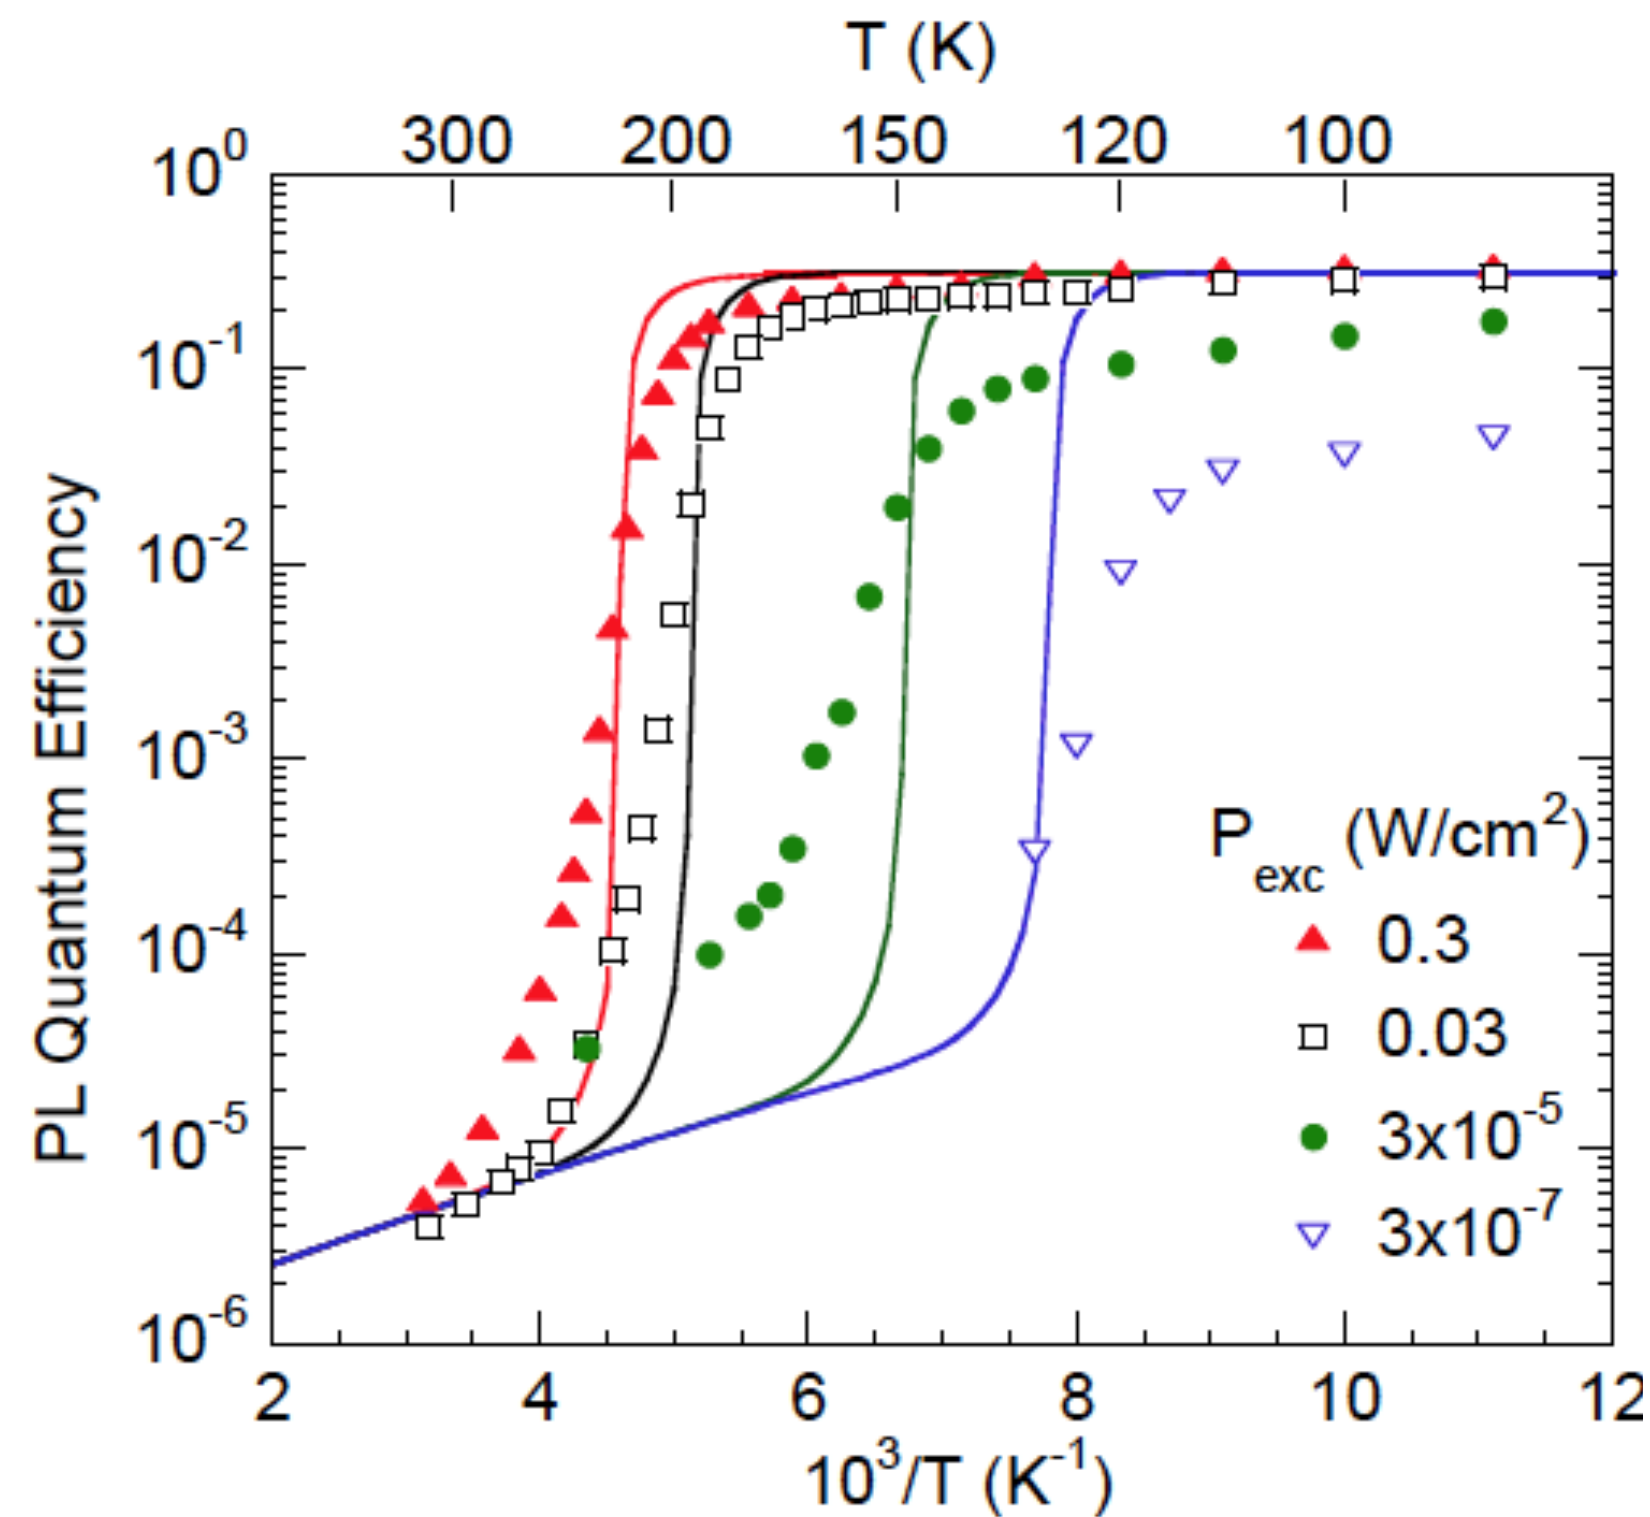 T (K)
300 200 150 120 100
10^0
10^-1
10^-2
10^-3
10^-4
10^-5
10^-6
PL Quantum Efficiency
P_exc (W/cm^2)
0.3
0.03
3x10^-5
3x10^-7
2 4 6 8 10 12
10^3/T (K^-1)